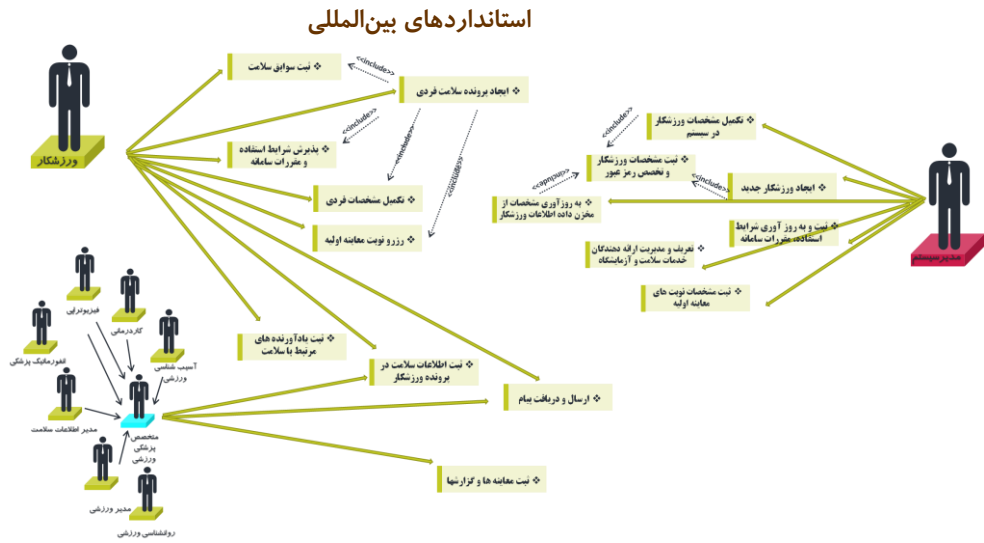 استانداردهای بین‌المللی
❖ ثبت سوابق سلامت
<<include>>
❖ ایجاد پرونده سلامت فردی
ورزشکار
<<include>>
<<include>>
<<include>>
❖ پذیرش شرایط استفاده
و مقررات سامانه
❖ تکمیل مشخصات فردی
❖ رزرو نوبت معاینه اولیه
<<include>>
❖ تکمیل مشخصات ورزشکار
در سیستم
❖ ثبت مشخصات ورزشکار
و تخصص رمز عبور
<<include>>
❖ ایجاد ورزشکار جدید
<<include>>
❖ به روزآوری مشخصات از
مخزن داده اطلاعات ورزشکار
❖ ثبت و به روز آوری شرایط
استفاده، مقررات سامانه
مدیرسیستم
❖ تعریف و مدیریت ارائه دهندگان
خدمات سلامت و آزمایشگاه
❖ ثبت مشخصات نوبت های
معاینه اولیه
فیزیوتراپی
کاردرمانی
انفورماتیک پزشکی
آسیب شناسی
ورزشی
مدیر اطلاعات سلامت
متخصص
پزشکی
ورزشی
مدیر ورزشی
روانشناسی ورزشی
❖ ثبت یادآورنده های
مرتبط با سلامت
❖ ثبت اطلاعات سلامت در
پرونده ورزشکار
❖ ارسال و دریافت پیام
❖ ثبت معاینه ها و گزارشها